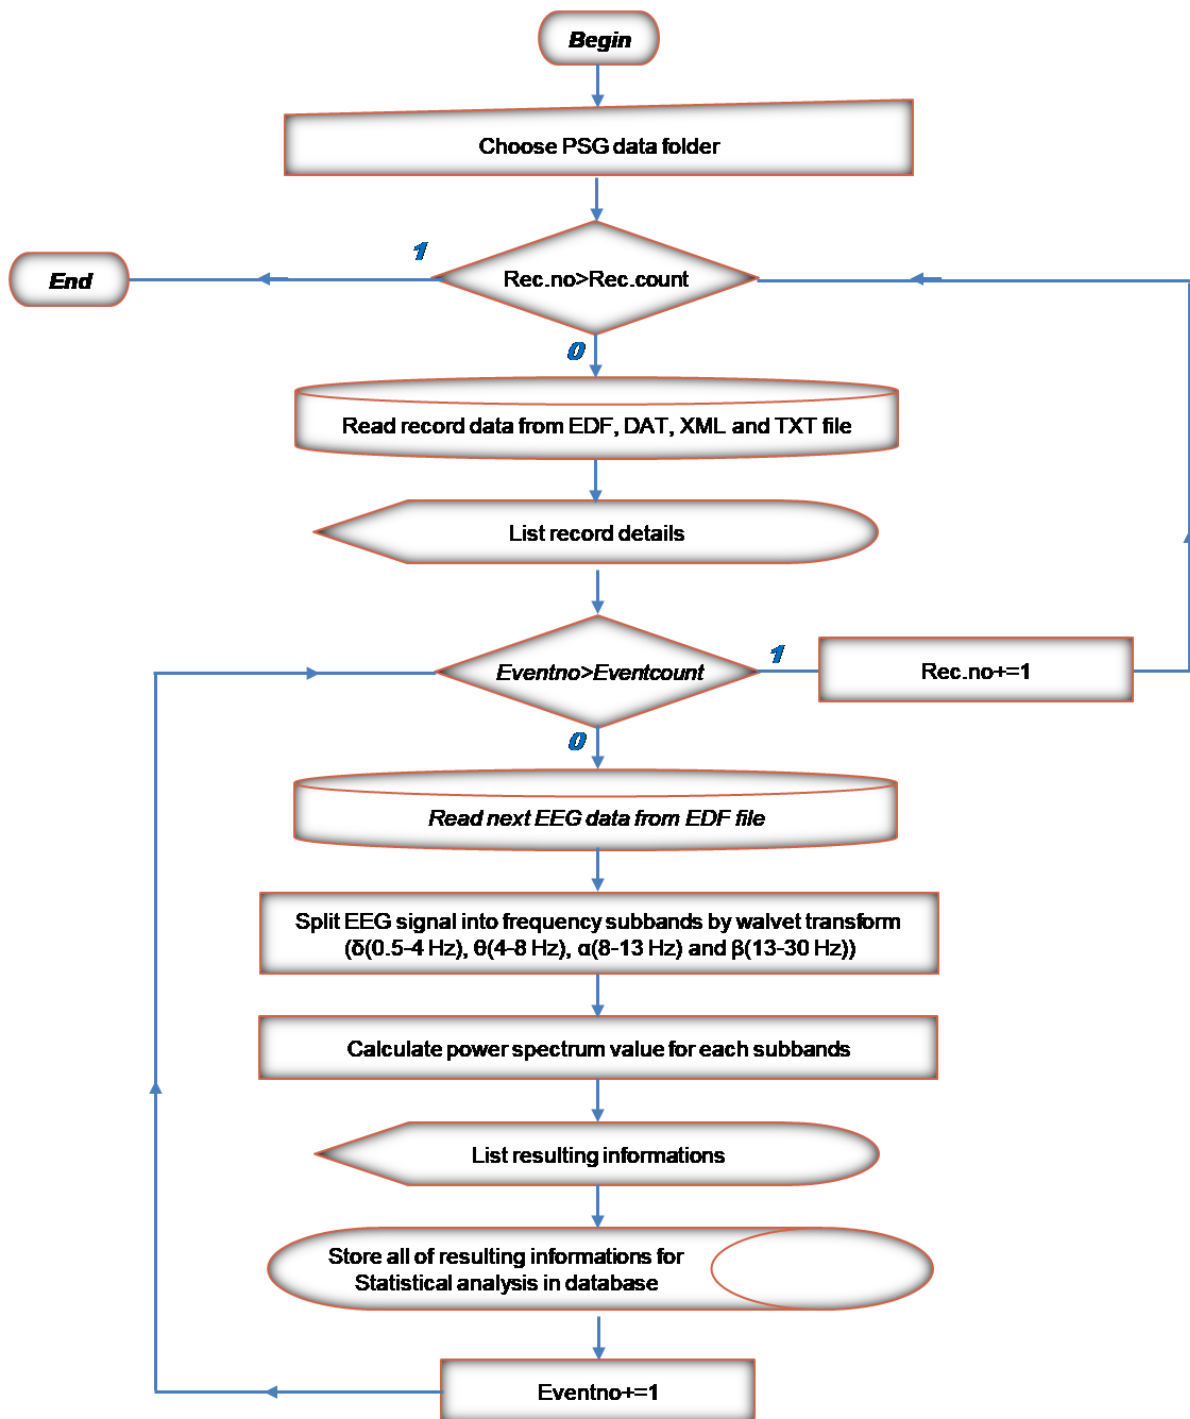 Begin
Choose PSG data folder
1
Rec.no>Rec.count
End
0
Read record data from EDF, DAT, XML and TXT file
List record details
Eventno>Eventcount
1
Rec.no+=1
0
Read next EEG data from EDF file
Split EEG signal into frequency subbands by walvet transform
(δ(0.5-4 Hz), θ(4-8 Hz), α(8-13 Hz) and β(13-30 Hz))
Calculate power spectrum value for each subbands
List resulting informations
Store all of resulting informations for
Statistical analysis in database
Eventno+=1